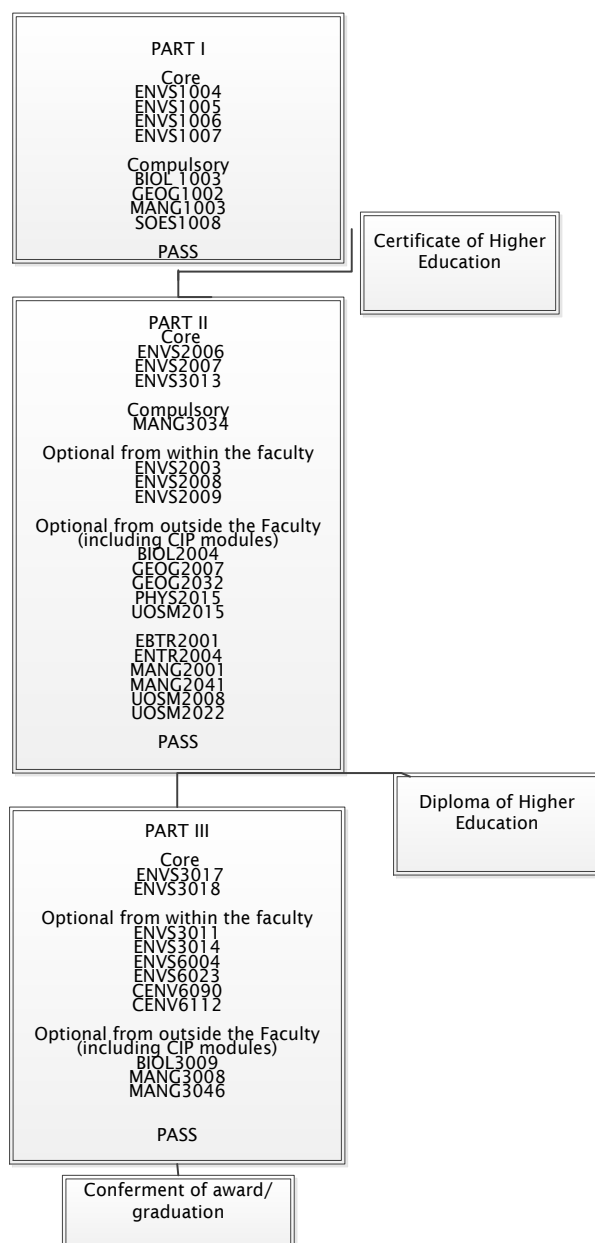 PART I
Core
ENVS1004
ENVS1005
ENVS1006
ENVS1007
Compulsory
BIOL 1003
GEOG1002
MANG1003
SOES1008
PASS
Certificate of Higher
Education
PART II
Core
ENVS2006
ENVS2007
ENVS3013
Compulsory
MANG3034
Optional from within the faculty
ENVS2003
ENVS2008
ENVS2009
Optional from outside the Faculty
(including CIP modules)
BIOL2004
GEOG2007
GEOG2032
PHYS2015
UOSM2015
EBTR2001
ENTR2004
MANG2001
MANG2041
UOSM2008
UOSM2022
PASS
Diploma of Higher
Education
PART III
Core
ENVS3017
ENVS3018
Optional from within the faculty
ENVS3011
ENVS3014
ENVS6004
ENVS6023
CENV6090
CENV6112
Optional from outside the Faculty
(including CIP modules)
BIOL3009
MANG3008
MANG3046
PASS
Conferment of award/
graduation